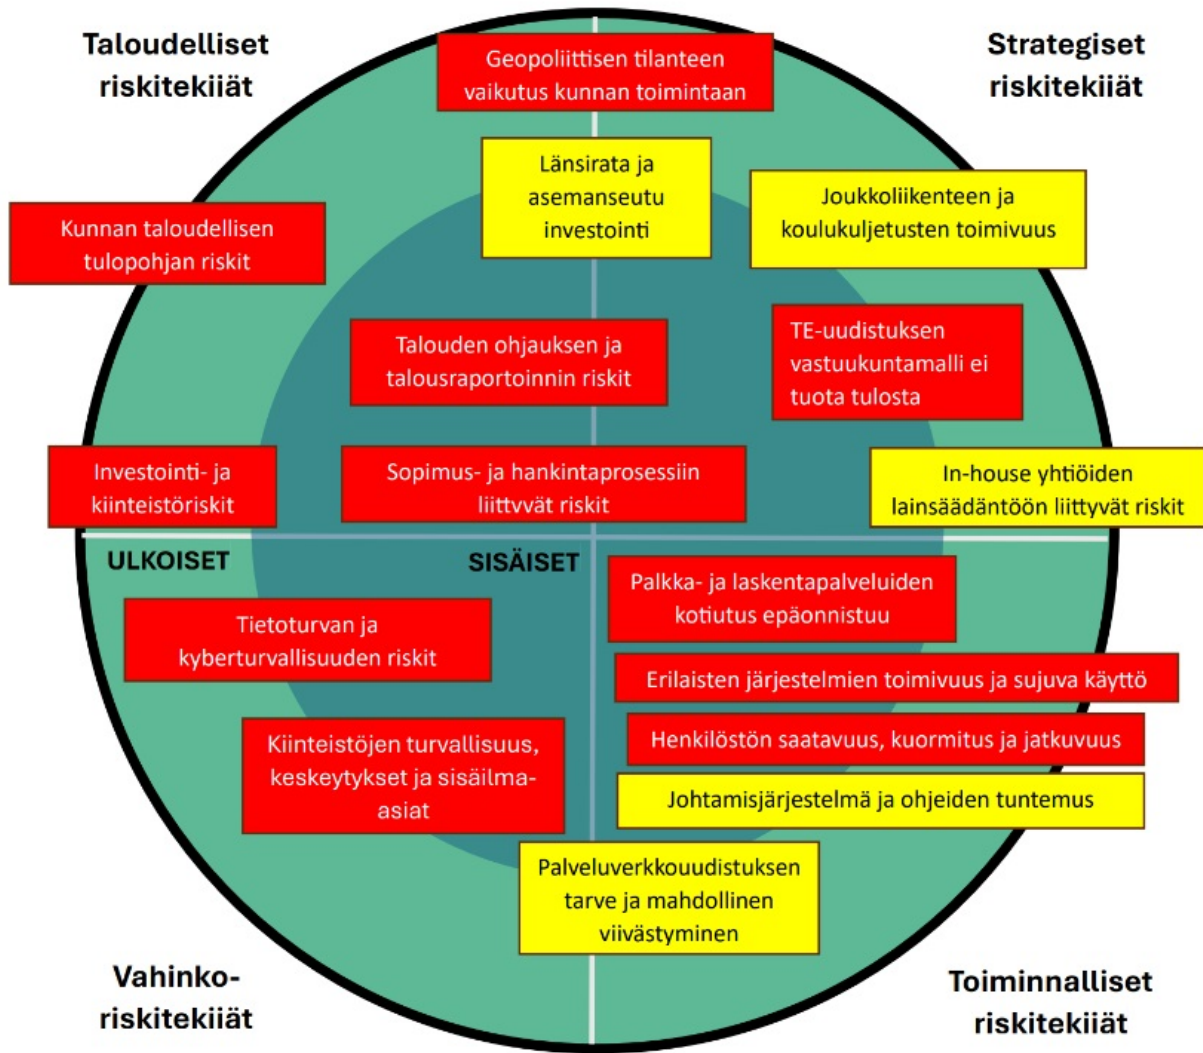 Taloudelliset
riskitekijät
Strategiset
riskitekijät
Geopoliittisen tilanteen
vaikutus kunnan toimintaan
Länsirata ja
asemanseutu
investointi
Joukkoliikenteen ja
koulukuljetusten toimivuus
Kunnan taloudellisen
tulopohjan riskit
Talouden ohjauksen ja
talousraportoinnin riskit
TE-uudistuksen
vastuukuntamalli ei
tuota tulosta
Investointi- ja
kiinteistöriskit
Sopimus- ja hankintaprosessiin
liittyvät riskit
In-house yhtiöiden
lainsäädäntöön liittyvät riskit
ULKOISET
SISÄISET
Palkka- ja laskentapalveluiden
kotiutus epäonnistuu
Tietoturvan ja
kyberturvallisuuden riskit
Erilaisten järjestelmien toimivuus ja sujuva käyttö
Kiinteistöjen turvallisuus,
keskeytykset ja sisäilma-
asiat
Henkilöstön saatavuus, kuormitus ja jatkuvuus
Johtamisjärjestelmä ja ohjeiden tuntemus
Palveluverkkouudistuksen
tarve ja mahdollinen
viivästyminen
Vahinko-
riskitekijät
Toiminnalliset
riskitekijät